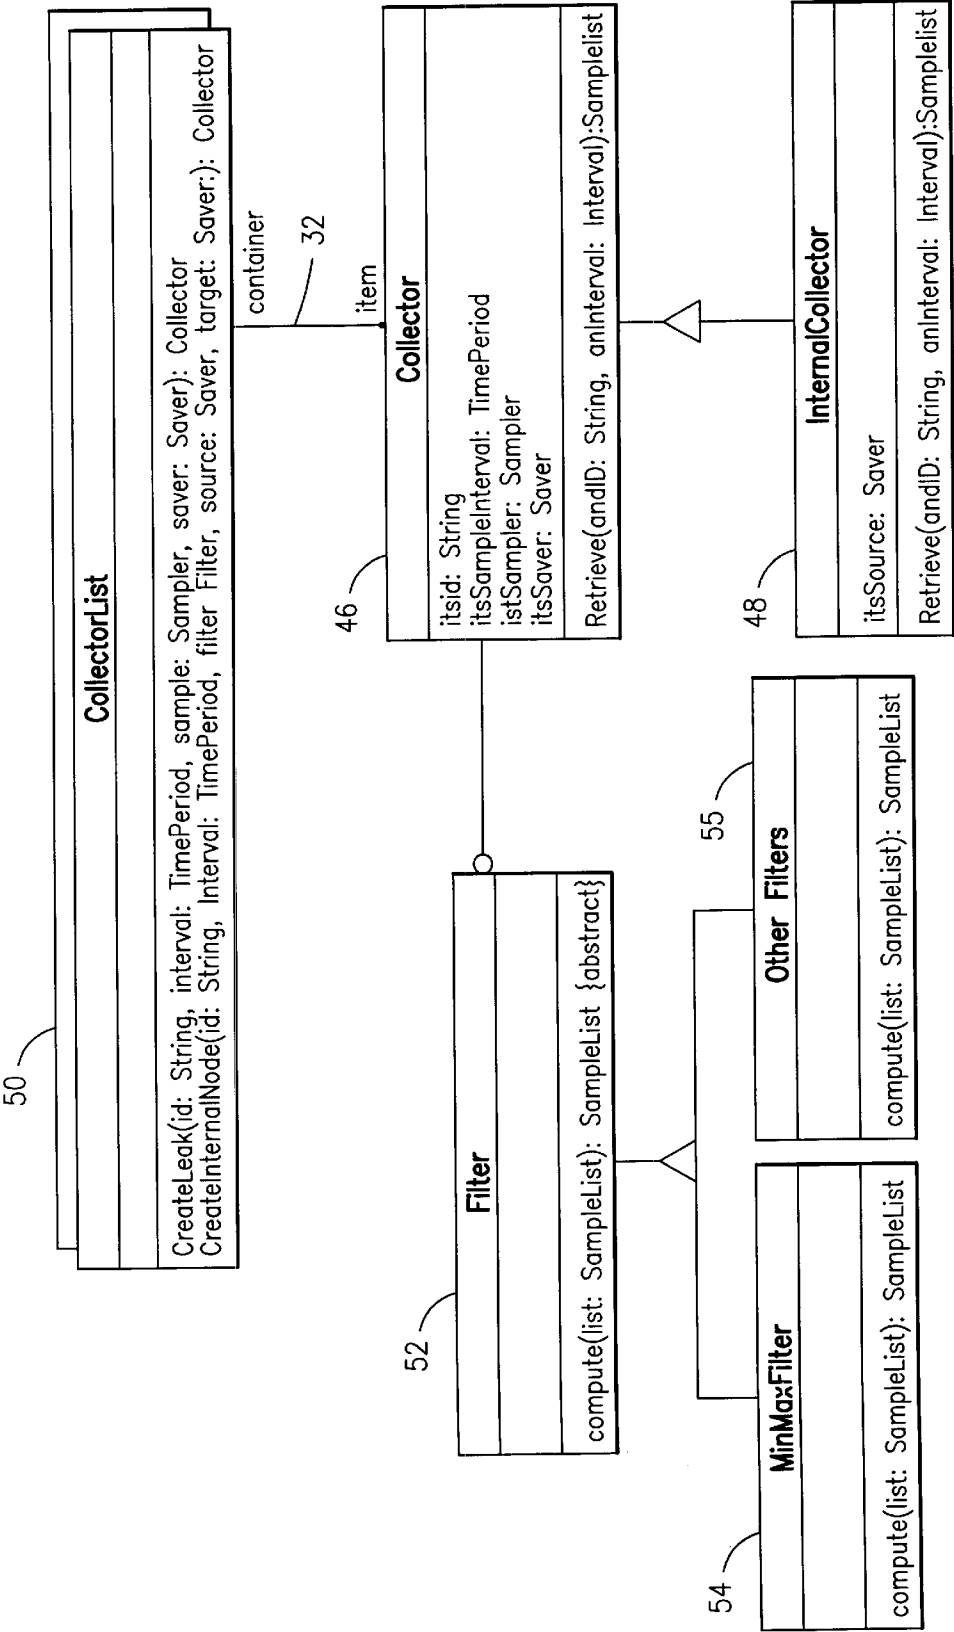 50
CollectorList
CreateLeak(id: String, interval: TimePeriod, sample: Sampler, saver: Saver): Collector
CreateInternalNode(id: String, Interval: TimePeriod, filter Filter, source: Saver, target: Saver:): Collector
container
32
item
46
Collector
itsid: String
itsSampleInterval: TimePeriod
istSampler: Sampler
itsSaver: Saver
Retrieve(andID: String, anInterval: Interval):Samplelist
52
Filter
compute(list: SampleList): SampleList {abstract}
54
MinMaxFilter
compute(list: SampleList): SampleList
55
Other Filters
compute(list: SampleList): SampleList
48
InternalCollector
itsSource: Saver
Retrieve(andID: String, anInterval: Interval):Samplelist